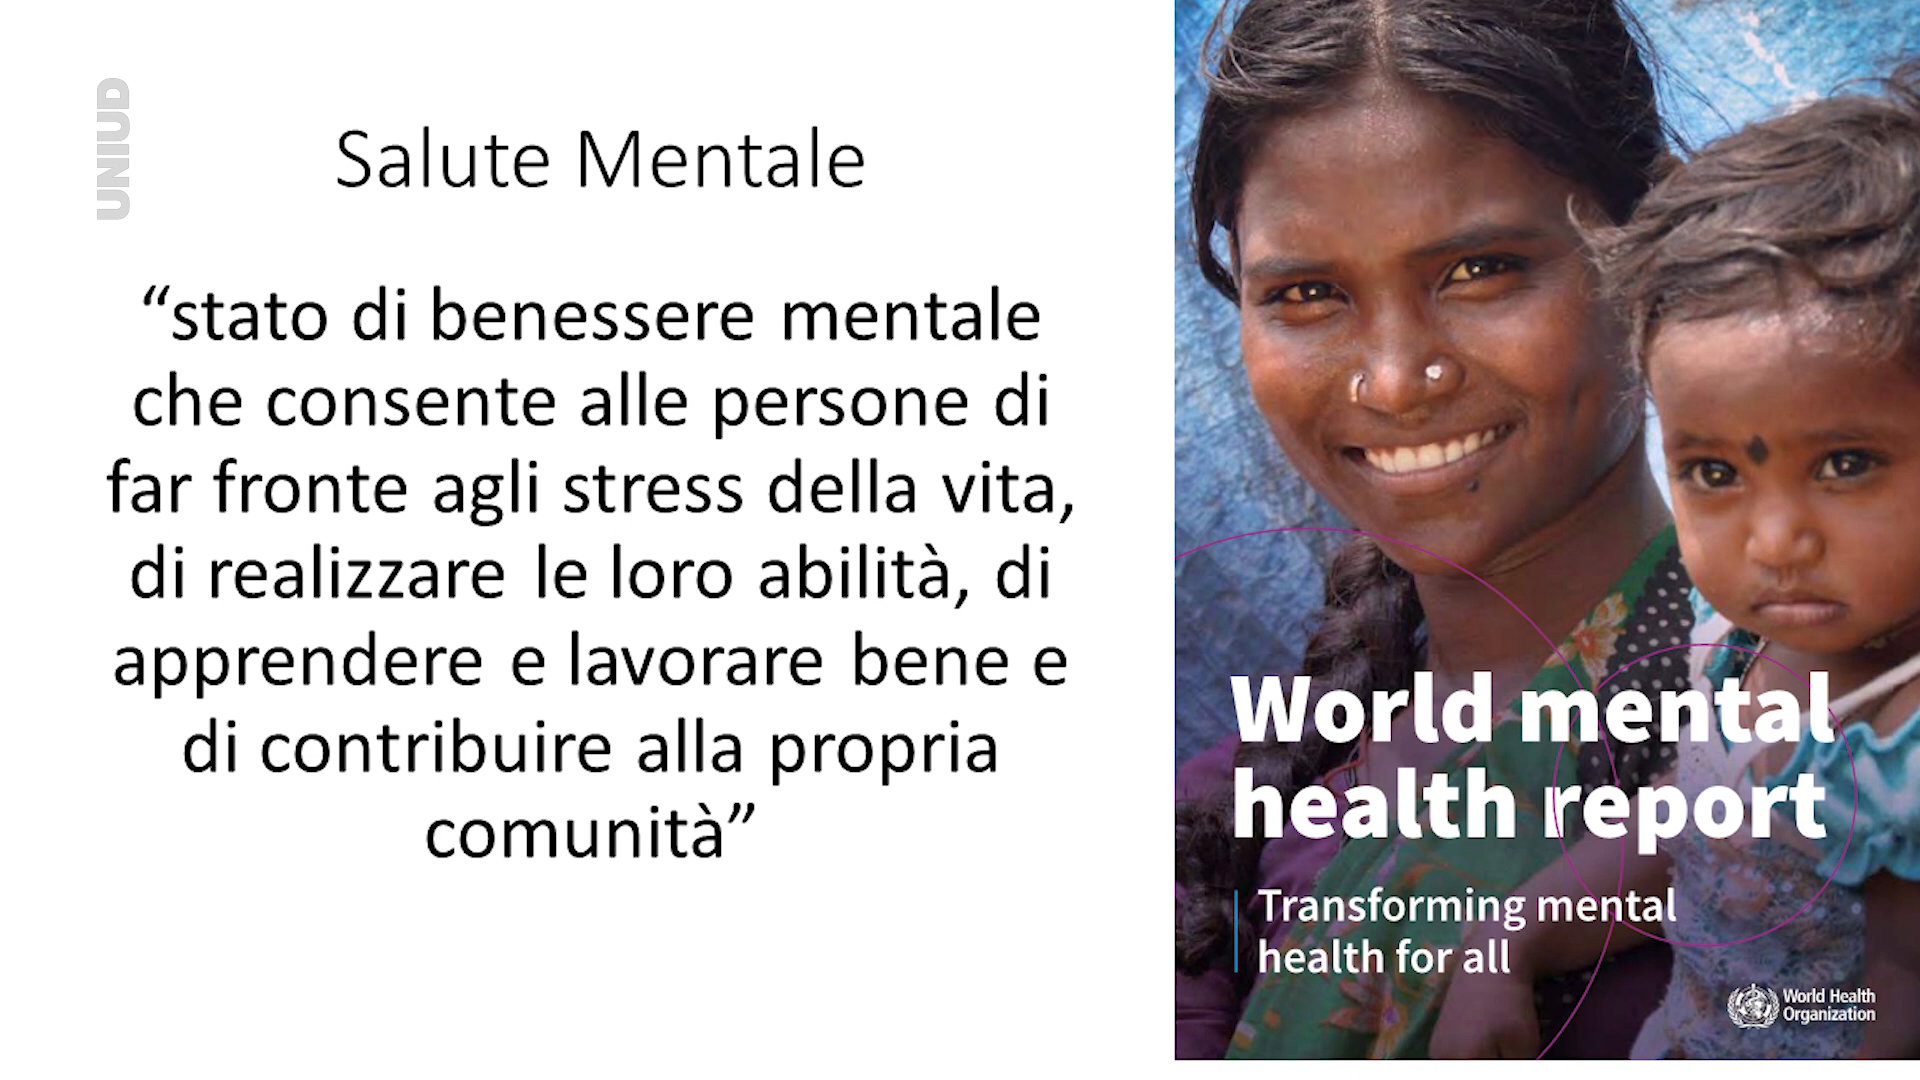 UNIUD
Salute Mentale
“stato di benessere mentale
che consente alle persone di
far fronte agli stress della vita,
di realizzare le loro abilità, di
apprendere e lavorare bene e
di contribuire alla propria
comunità”
World mental
health report
Transforming mental
health for all
World Health
Organization